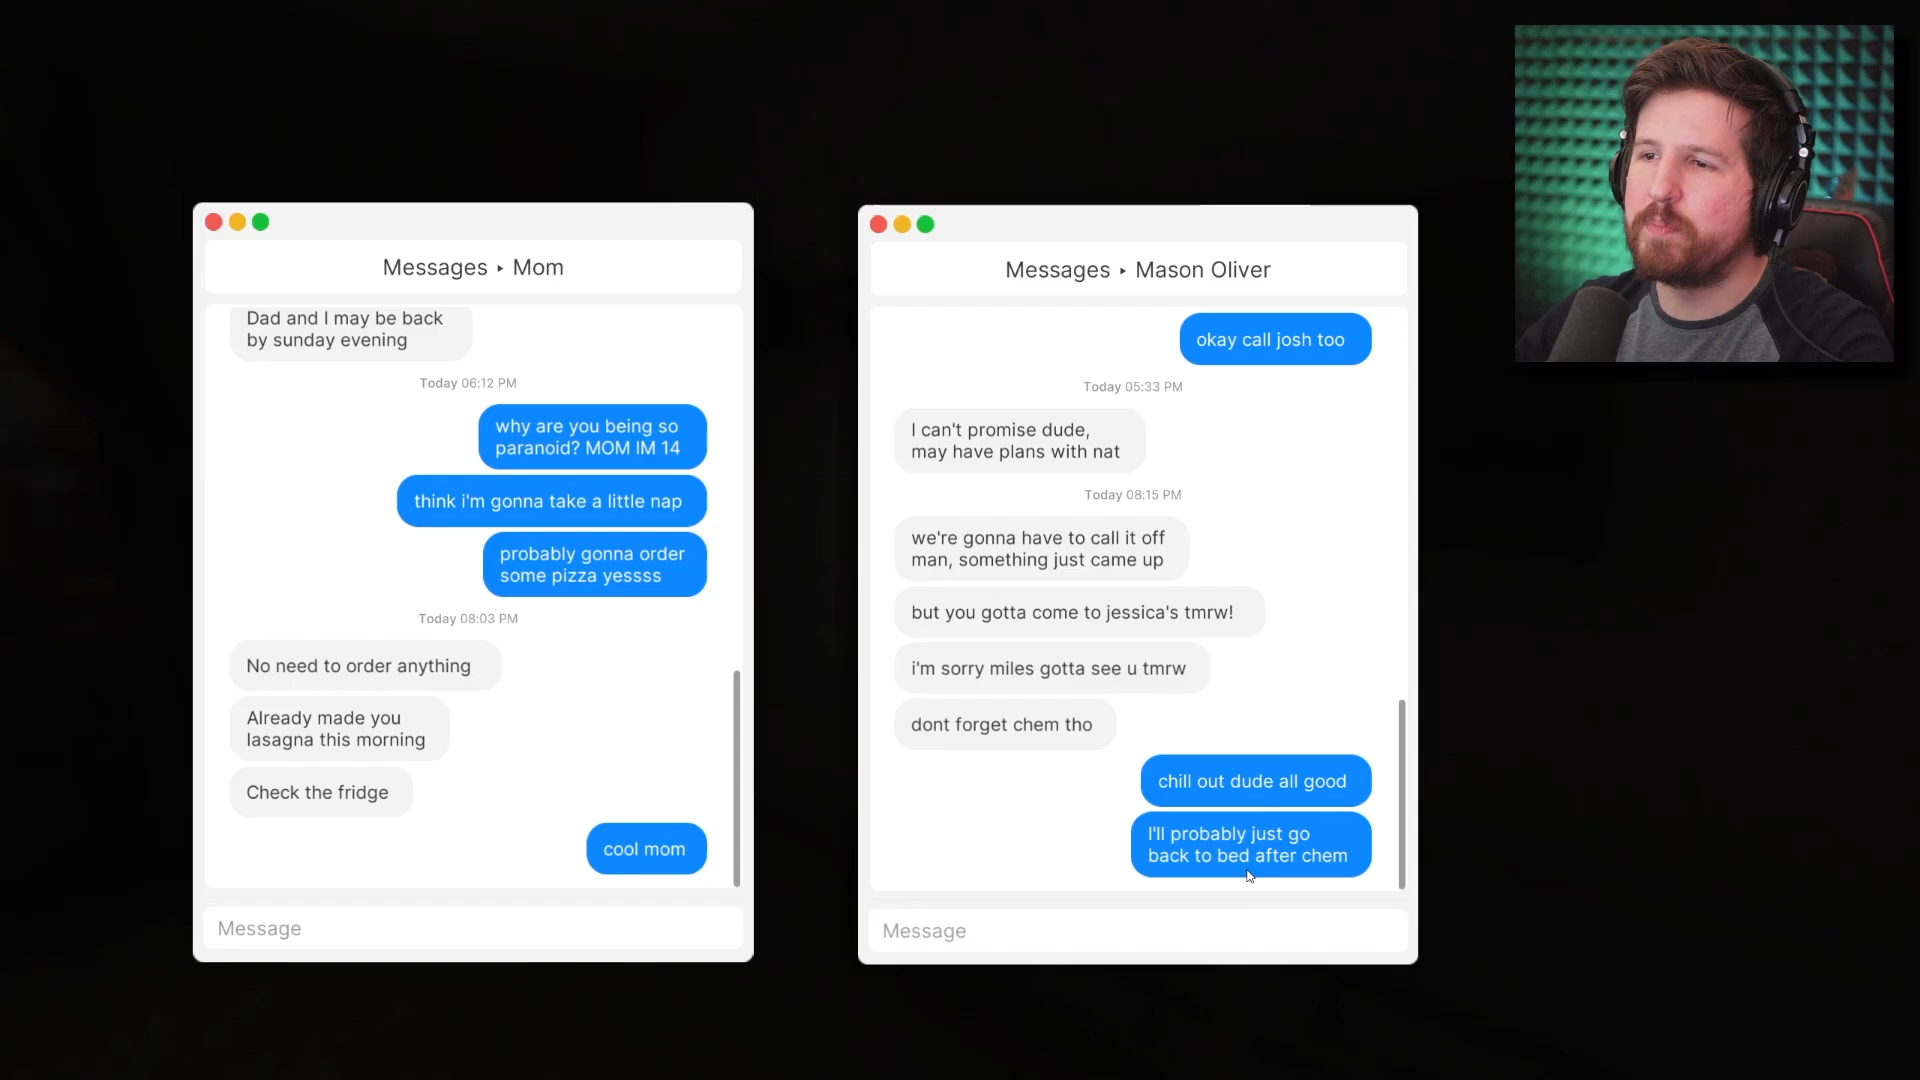 Messages ‣ Mom
Dad and I may be back
by sunday evening
Today 06:12 PM
why are you being so
paranoid? MOM IM 14
think i'm gonna take a little nap
probably gonna order
some pizza yessss
Today 08:03 PM
No need to order anything
Already made you
lasagna this morning
Check the fridge
cool mom
Message
Messages ‣ Mason Oliver
okay call josh too
Today 05:33 PM
I can't promise dude,
may have plans with nat
Today 08:15 PM
we're gonna have to call it off
man, something just came up
but you gotta come to jessica's tmrw!
i'm sorry miles gotta see u tmrw
dont forget chem tho
chill out dude all good
I'll probably just go
back to bed after chem
Message